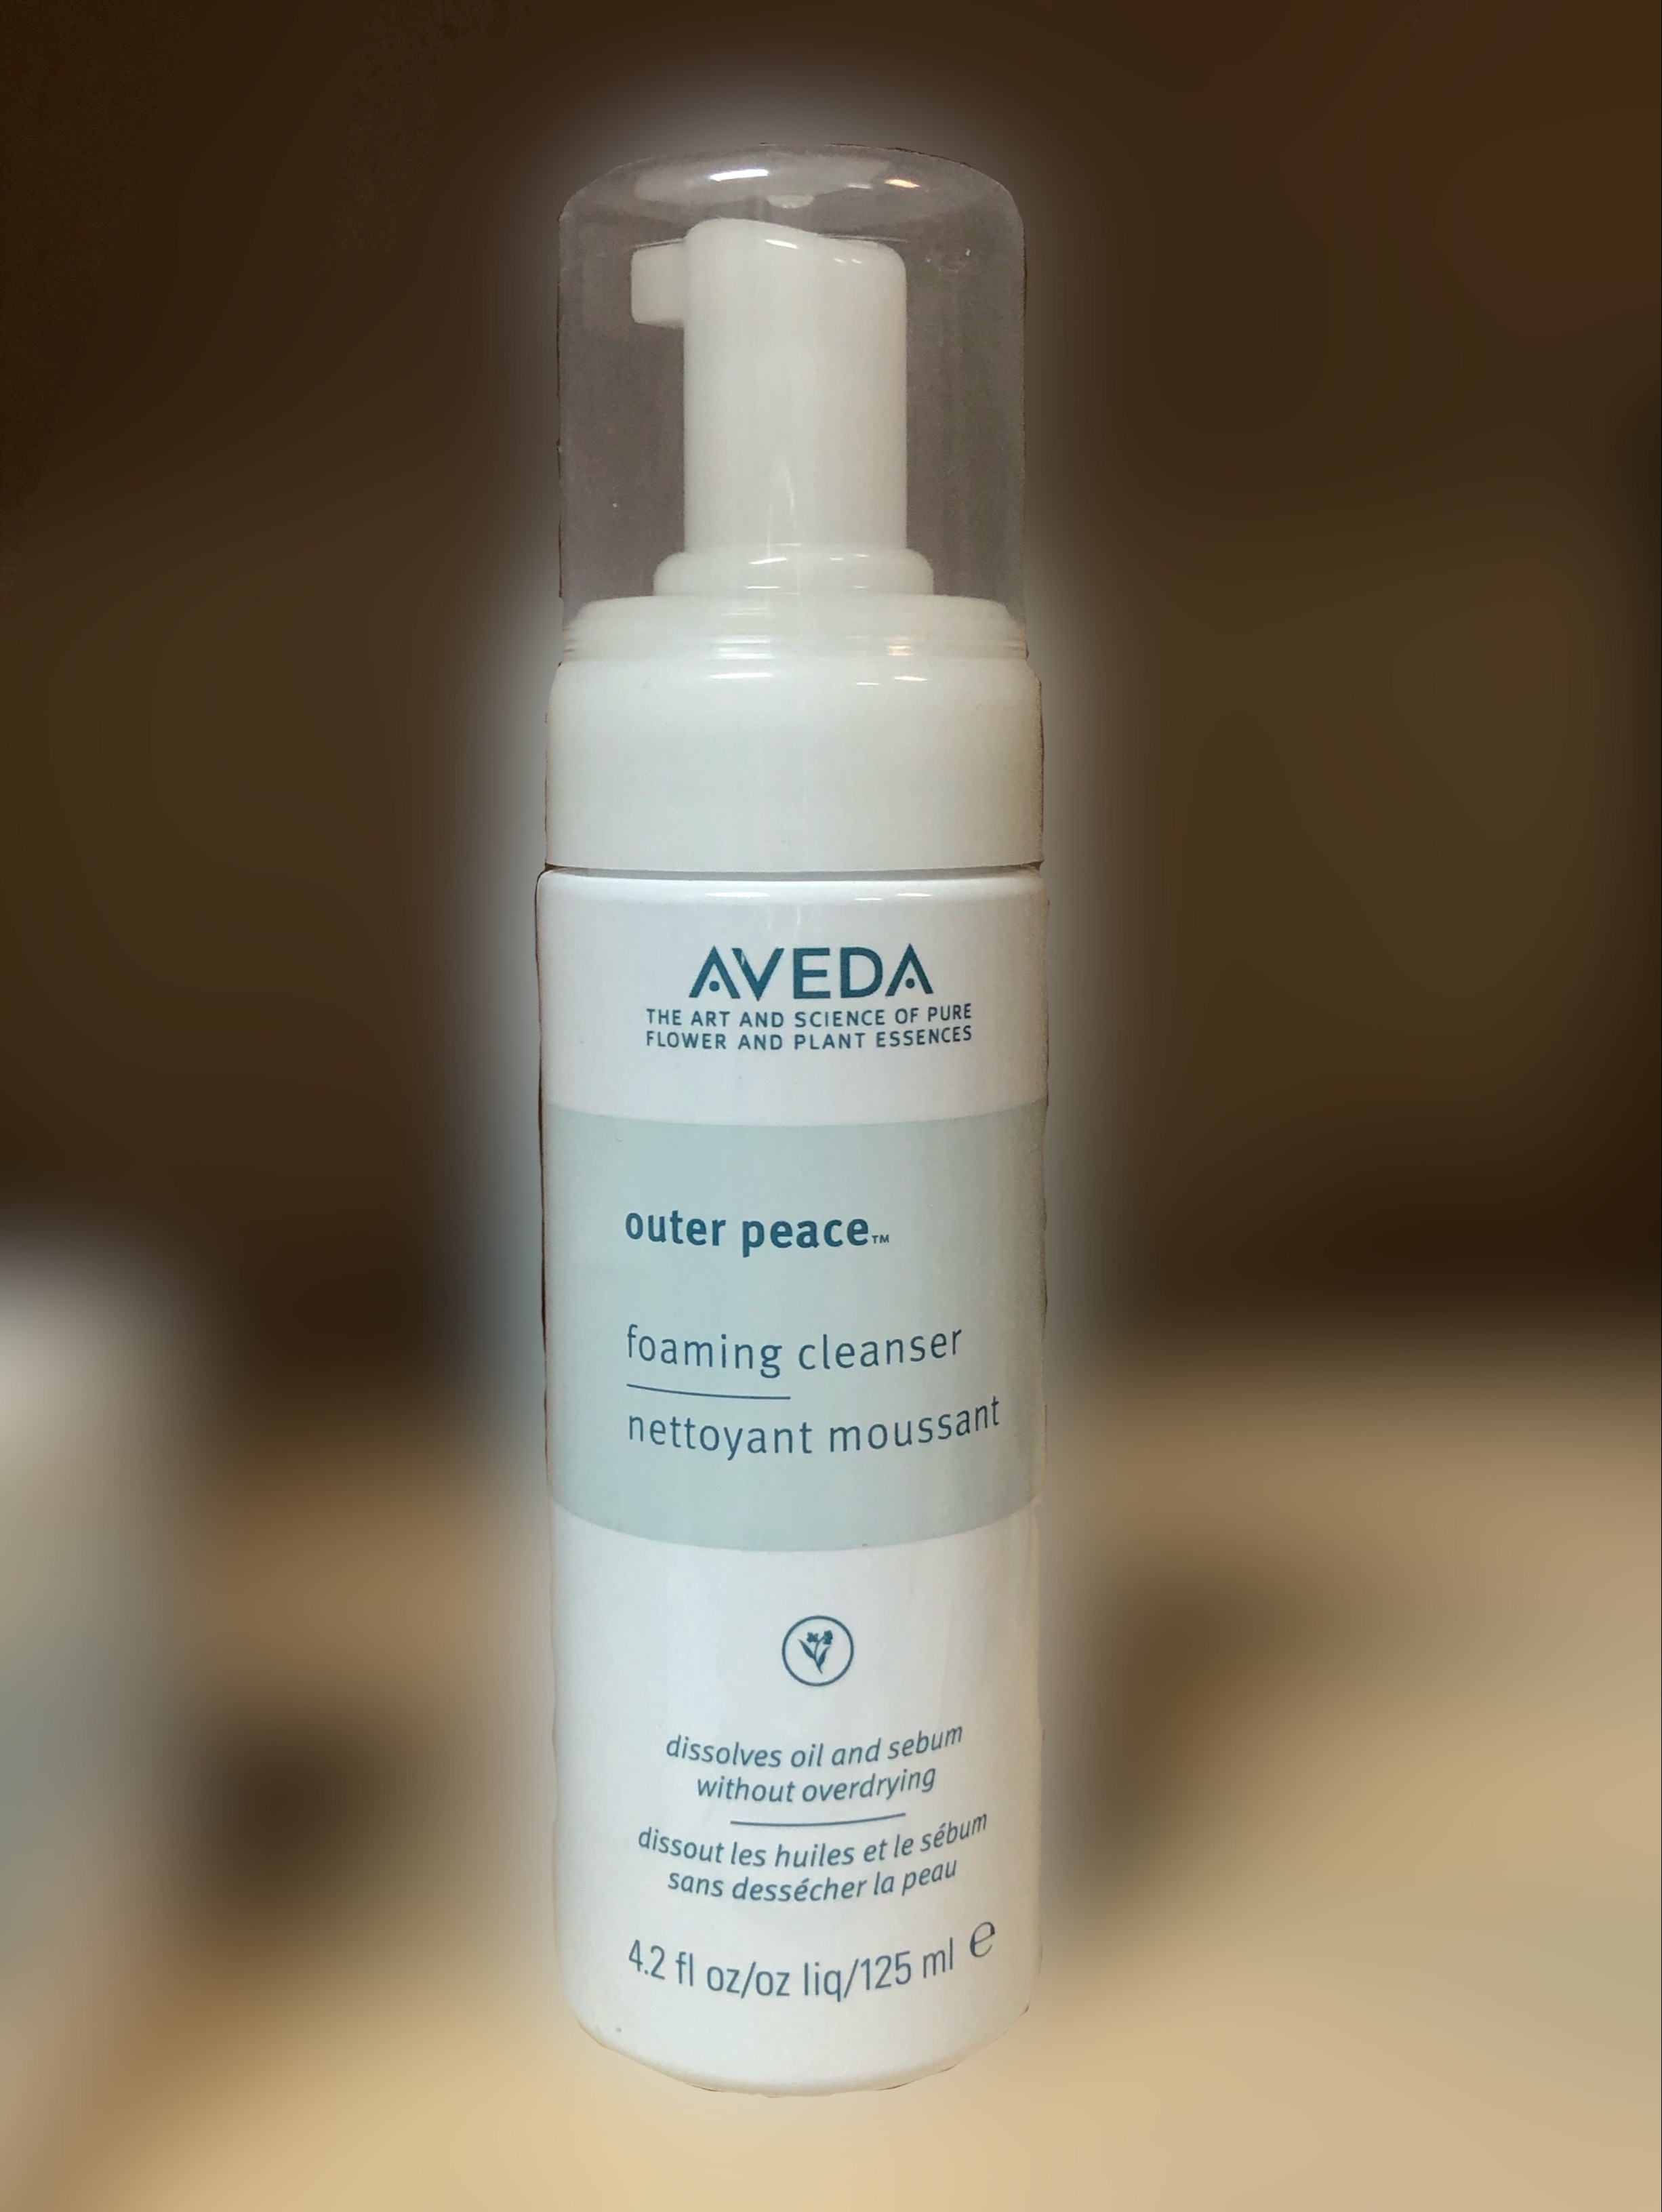 AVEDA
THE ART AND SCIENCE OF PURE
FLOWER AND PLANT ESSENCES
outer peace™
foaming cleanser
nettoyant moussant
dissolves oil and sebum
without overdrying
dissout les huiles et le sébum
sans dessécher la peau
4.2 fl oz/oz liq/125 ml ℮